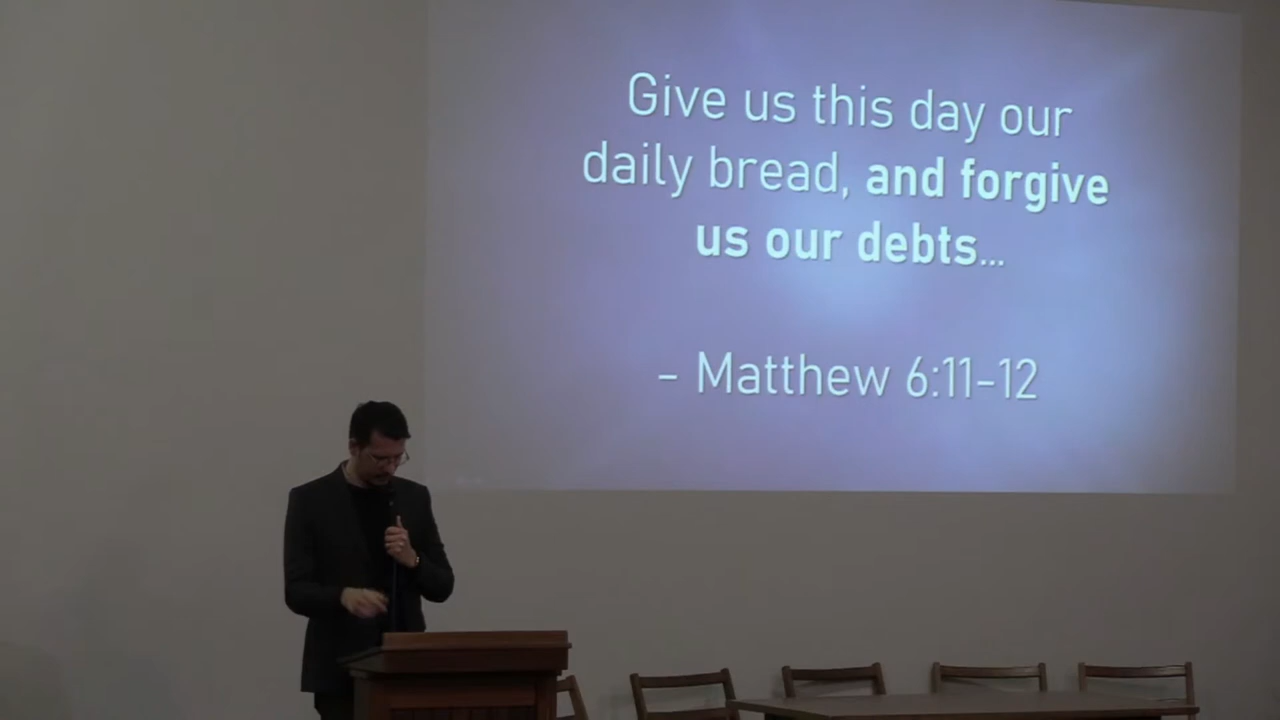 Give us this day our
daily bread, and forgive
us our debts...
- Matthew 6:11-12